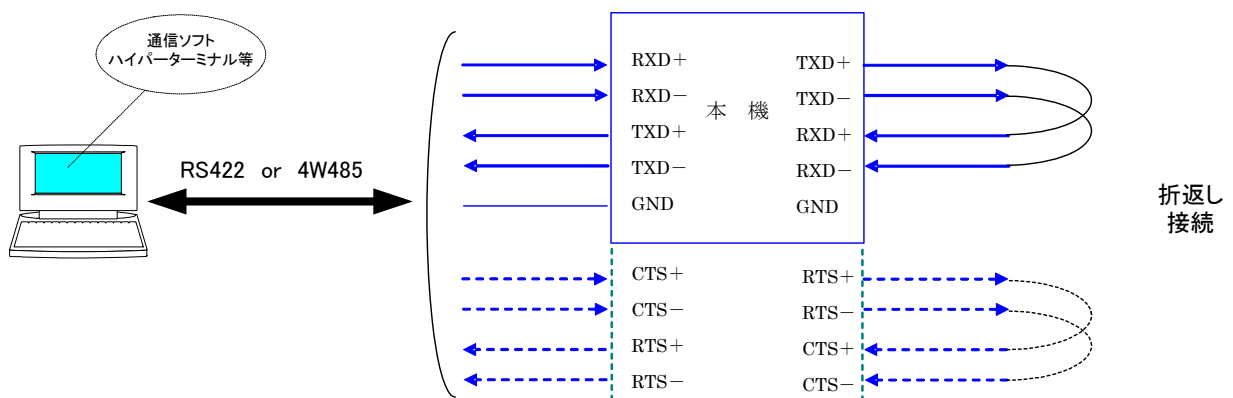 通信ソフト
ハイパーターミナル等
RS422 or 4W485
RXD+
RXD-
TXD+
TXD-
GND
本 機
TXD+
TXD-
RXD+
RXD-
GND
CTS+
CTS-
RTS+
RTS-
RTS+
RTS-
CTS+
CTS-
折返し
接続